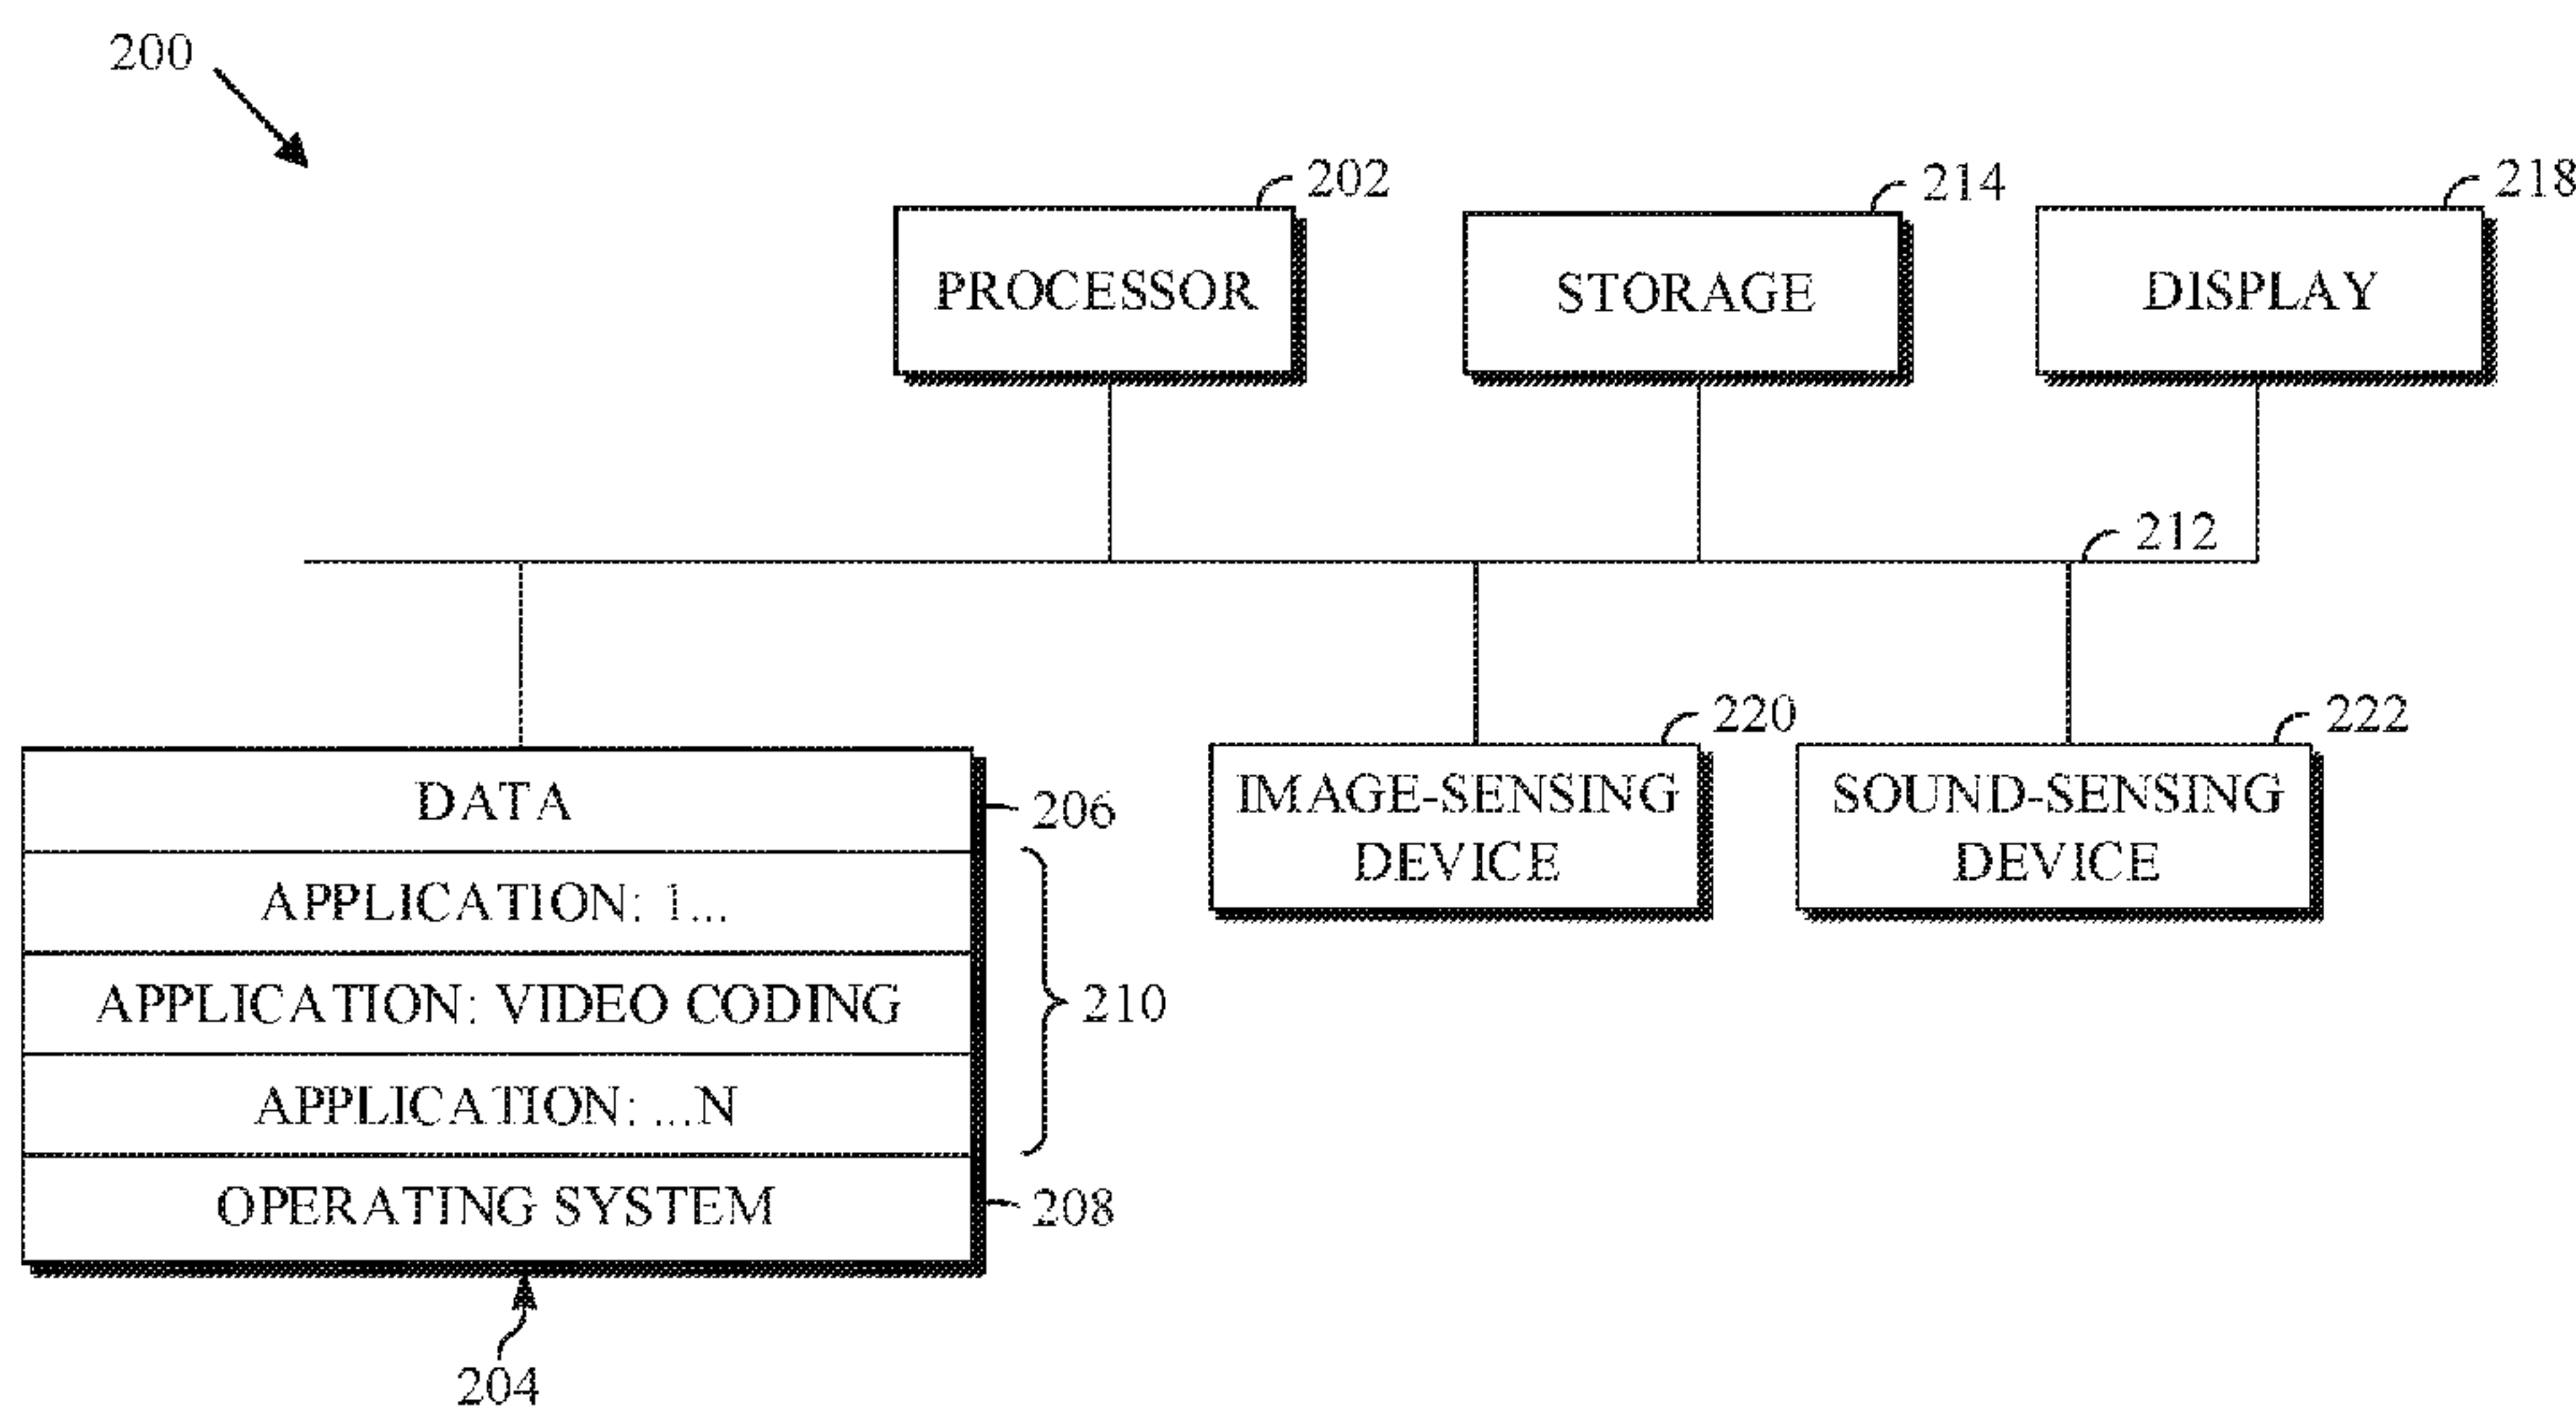 200
202
214
218
PROCESSOR
STORAGE
DISPLAY
212
220
222
DATA
206
IMAGE-SENSING
DEVICE
SOUND-SENSING
DEVICE
APPLICATION: 1...
APPLICATION: VIDEO CODING
210
APPLICATION: ...N
OPERATING SYSTEM
208
204